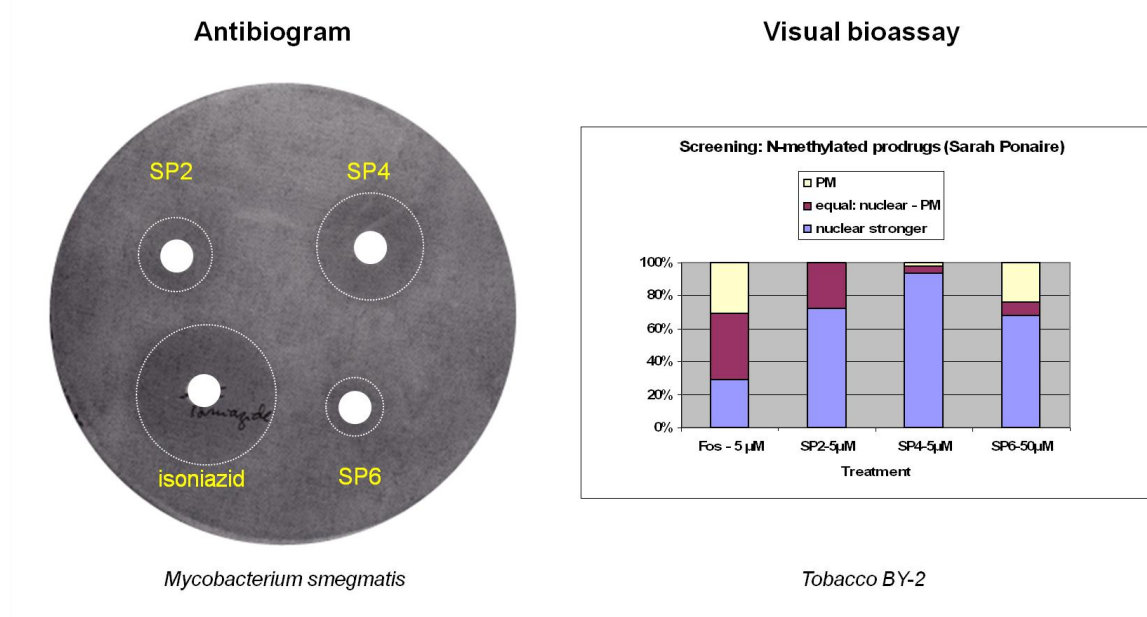 Antibiogram
SP2
SP4
isoniazid
SP6
Mycobacterium smegmatis
Visual bioassay
Screening: N-methylated prodrugs (Sarah Ponaire)
PM
equal: nuclear - PM
nuclear stronger
100%
80%
60%
40%
20%
0%
Fos - 5 µM SP2-5µM SP4-5µM SP6-50µM
Treatment
Tobacco BY-2